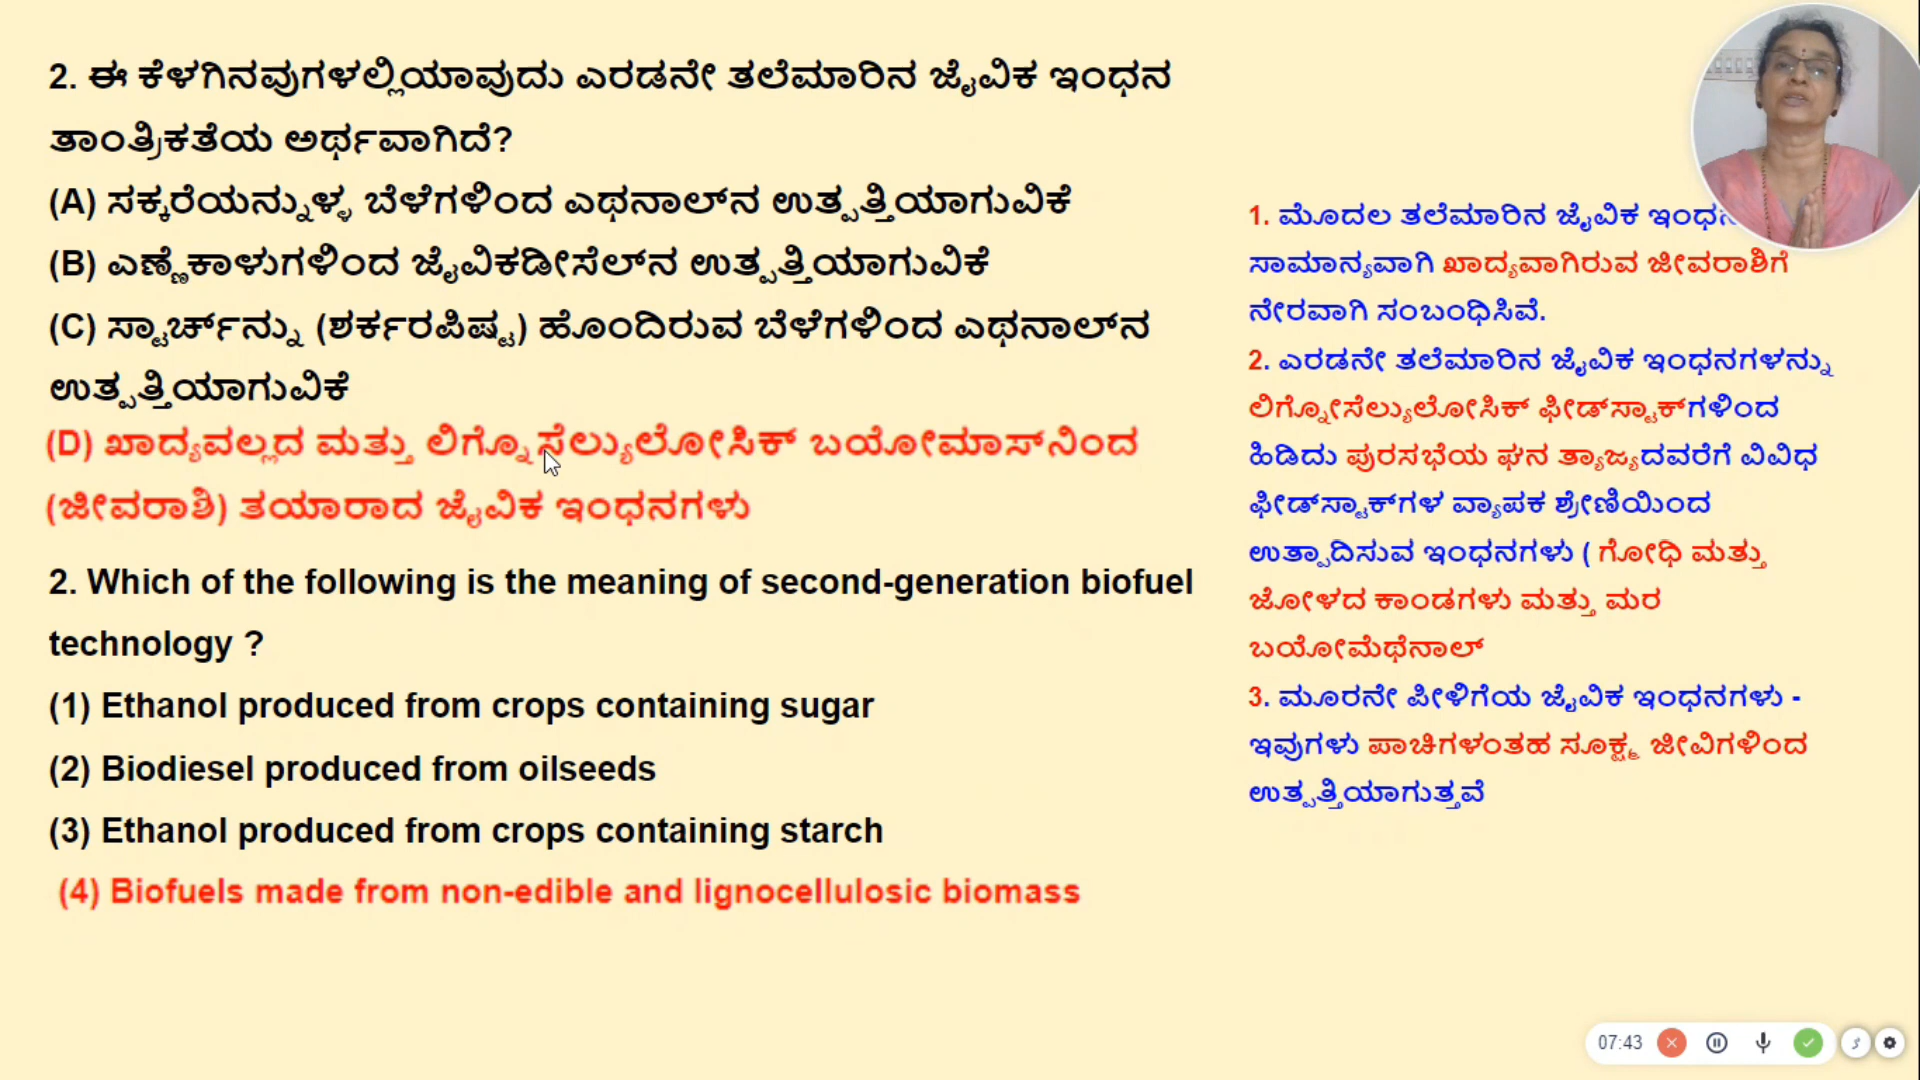 2. ಈ ಕೆಳಗಿನವುಗಳಲ್ಲಿಯಾವುದು ಎರಡನೇ ತಲೆಮಾರಿನ ಜೈವಿಕ ಇಂಧನ
ತಾಂತ್ರಿಕತೆಯ ಅರ್ಥವಾಗಿದೆ?
(A) ಸಕ್ಕರೆಯನ್ನುಳ್ಳ ಬೆಳೆಗಳಿಂದ ಎಥನಾಲ್‌ನ ಉತ್ಪತ್ತಿಯಾಗುವಿಕೆ
(B) ಎಣ್ಣೆಕಾಳುಗಳಿಂದ ಜೈವಿಕಡೀಸೆಲ್‌ನ ಉತ್ಪತ್ತಿಯಾಗುವಿಕೆ
(C) ಸ್ಟಾರ್ಚ್‌ನ್ನು (ಶರ್ಕರಪಿಷ್ಟ) ಹೊಂದಿರುವ ಬೆಳೆಗಳಿಂದ ಎಥನಾಲ್‌ನ
ಉತ್ಪತ್ತಿಯಾಗುವಿಕೆ
(D) ಖಾದ್ಯವಲ್ಲದ ಮತ್ತು ಲಿಗ್ನೊಸೆಲ್ಯುಲೋಸಿಕ್ ಬಯೋಮಾಸ್‌ನಿಂದ
(ಜೀವರಾಶಿ) ತಯಾರಾದ ಜೈವಿಕ ಇಂಧನಗಳು
2. Which of the following is the meaning of second-generation biofuel
technology ?
(1) Ethanol produced from crops containing sugar
(2) Biodiesel produced from oilseeds
(3) Ethanol produced from crops containing starch
(4) Biofuels made from non-edible and lignocellulosic biomass
1. ಮೊದಲ ತಲೆಮಾರಿನ ಜೈವಿಕ
ಸಾಮಾನ್ಯವಾಗಿ ಖಾದ್ಯವಾಗಿರುವ ಜೀವರಾಶಿಗೆ
ನೇರವಾಗಿ ಸಂಬಂಧಿಸಿವೆ.
2. ಎರಡನೇ ತಲೆಮಾರಿನ ಜೈವಿಕ ಇಂಧನಗಳನ್ನು
ಲಿಗ್ನೋಸೆಲ್ಯುಲೋಸಿಕ್ ಫೀಡ್‌ಸ್ಟಾಕ್‌ಗಳಿಂದ
ಹಿಡಿದು ಪುರಸಭೆಯ ಘನ ತ್ಯಾಜ್ಯದವರೆಗೆ ವಿವಿಧ
ಫೀಡ್‌ಸ್ಟಾಕ್‌ಗಳ ವ್ಯಾಪಕ ಶ್ರೇಣಿಯಿಂದ
ಉತ್ಪಾದಿಸುವ ಇಂಧನಗಳು ( ಗೋಧಿ ಮತ್ತು
ಜೋಳದ ಕಾಂಡಗಳು ಮತ್ತು ಮರ
ಬಯೋಮೆಥೆನಾಲ್
3. ಮೂರನೇ ಪೀಳಿಗೆಯ ಜೈವಿಕ ಇಂಧನಗಳು -
ಇವುಗಳು ಪಾಚಿಗಳಂತಹ ಸೂಕ್ಷ್ಮ ಜೀವಿಗಳಿಂದ
ಉತ್ಪತ್ತಿಯಾಗುತ್ತವೆ
07:43